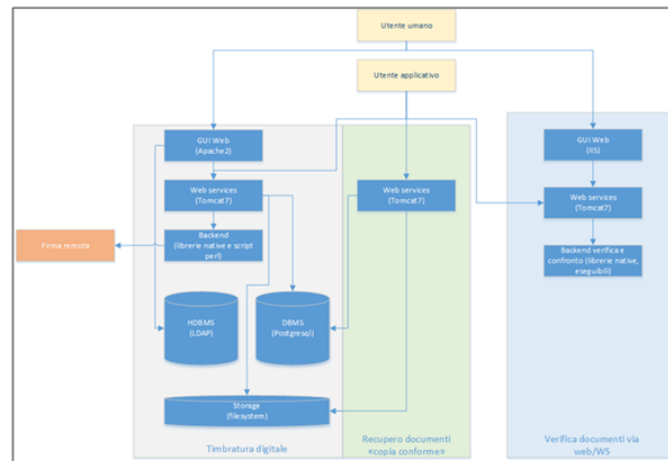 Utente umano
Utente applicativo
GUI Web
(Apache2)
GUI Web
(IIS)
Web services
(Tomcat7)
Web services
(Tomcat7)
Web services
(Tomcat7)
Firma remota
Backend
(librerie native e script
perl)
Backend verifica e
confronto (librerie native,
eseguibili)
HDBMS
(LDAP)
DBMS
(Postgresql)
Storage
(filesystem)
Timbratura digitale
Recupero documenti
«copia conforme»
Verifica documenti via
web/WS